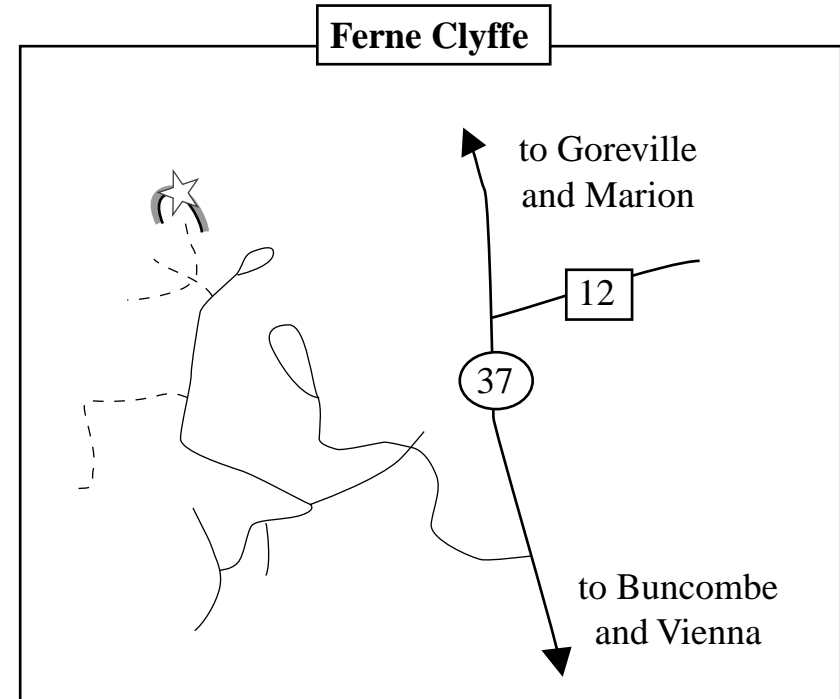 Ferne Clyffe
to Goreville
and Marion
12
37
to Buncombe
and Vienna